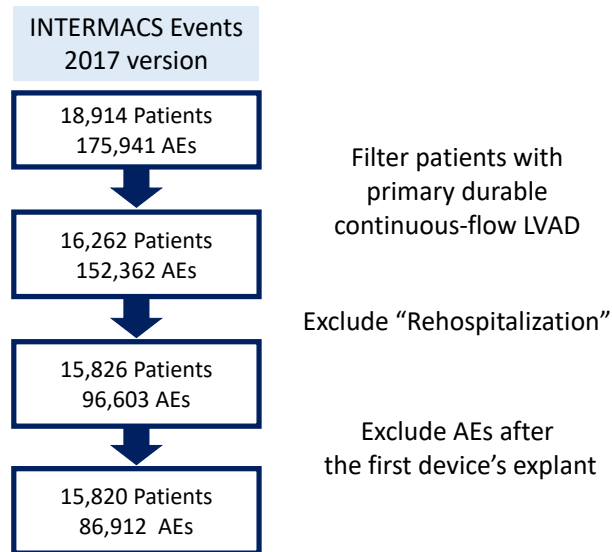 INTERMACS Events
2017 version
18,914 Patients
175,941 AEs
Filter patients with
primary durable
continuous-flow LVAD
16,262 Patients
152,362 AEs
Exclude “Rehospitalization”
15,826 Patients
96,603 AEs
Exclude AEs after
the first device’s explant
15,820 Patients
86,912 AEs